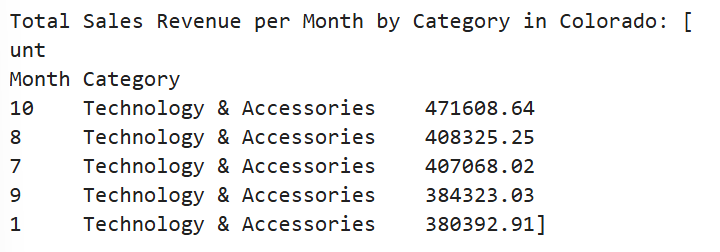 Total Sales Revenue per Month by Category in Colorado: [
unt
Month Category
10    Technology & Accessories    471608.64
8     Technology & Accessories    408325.25
7     Technology & Accessories    407068.02
9     Technology & Accessories    384323.03
1     Technology & Accessories    380392.91]